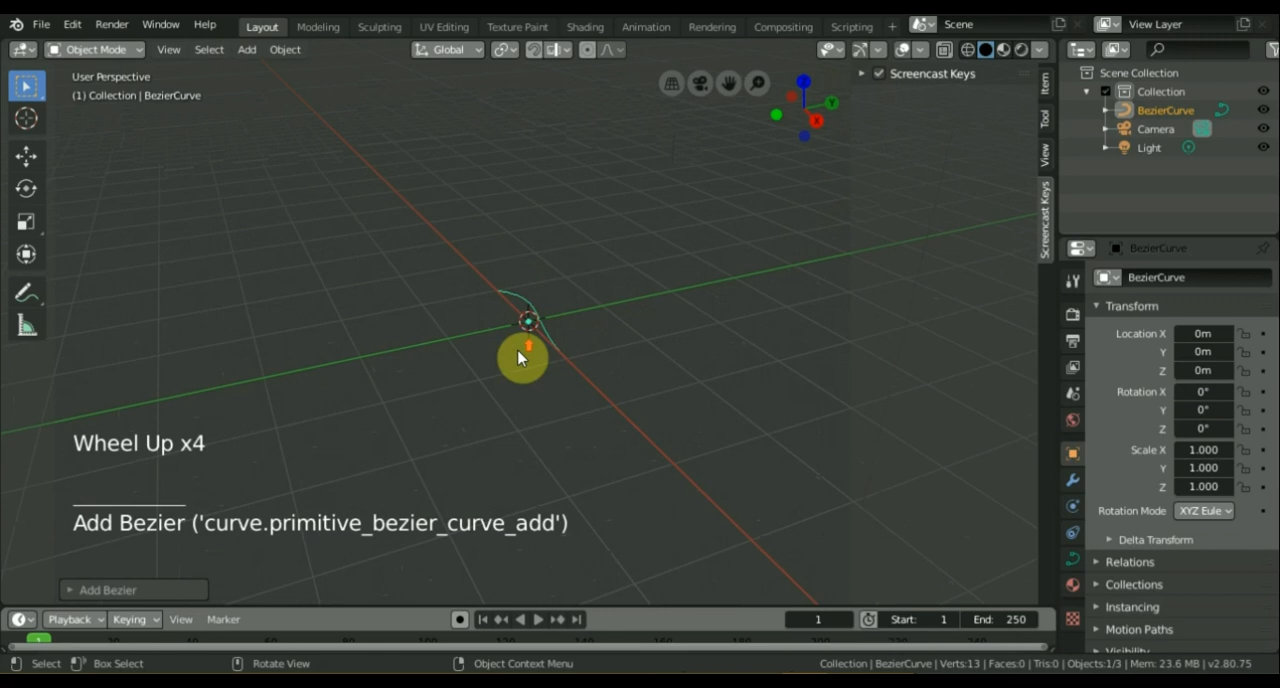 File Edit Render Window Help Layout Modeling Sculpting UV Editing Texture Paint Shading Animation Rendering Compositing Scripting + Scene View Layer
Object Mode View Select Add Object Global
User Perspective
(1) Collection | BezierCurve
Screencast Keys
Z
Y
X
Item
Tool
View
Screencast Keys
Scene Collection
Collection
BezierCurve
Camera
Light
BezierCurve
BezierCurve
Transform
Location X 0m
Y 0m
Z 0m
Rotation X 0°
Y 0°
Z 0°
Scale X 1.000
Y 1.000
Z 1.000
Rotation Mode XYZ Eule
Delta Transform
Relations
Collections
Instancing
Motion Paths
Visibility
Wheel Up x4
Add Bezier ('curve.primitive_bezier_curve_add')
Add Bezier
Playback Keying View Marker 1 Start: 1 End: 250
1
Select Box Select Rotate View Object Context Menu Collection | BezierCurve | Verts:13 | Faces:0 | Tris:0 | Objects:1/3 | Mem: 23.6 MB | v2.80.75